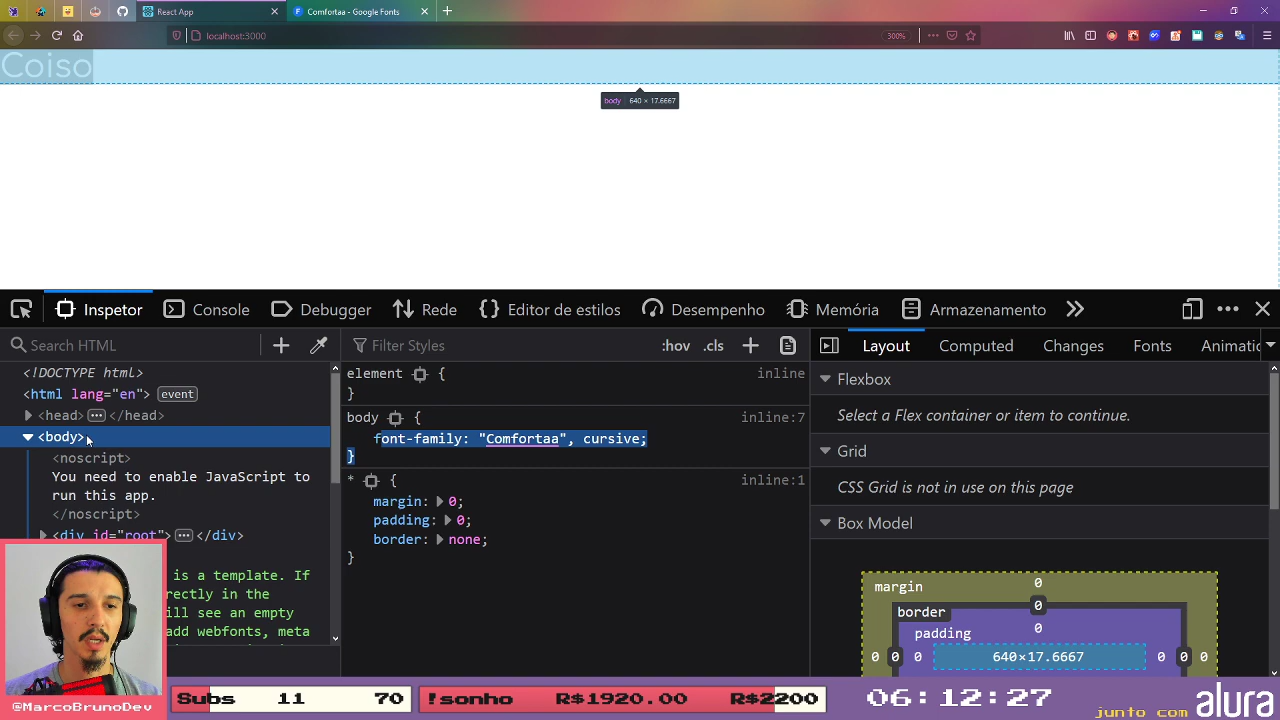 React App
Comfortaa - Google Fonts
localhost:3000
300%
Coiso
body 640 × 17.6667
Inspetor
Console
Debugger
Rede
Editor de estilos
Desempenho
Memória
Armazenamento
Search HTML
Filter Styles
:hov .cls
Layout
Computed
Changes
Fonts
Animatic
<!DOCTYPE html>
<html lang="en"> event
<head> ••• </head>
<body>
<noscript>
You need to enable JavaScript to
run this app.
</noscript>
<div id="root"> ••• </div>
is a template. If
rectly in the
ill see an empty
add webfonts, meta
element { inline
}
body { inline:7
font-family: "Comfortaa", cursive;
}
* { inline:1
margin: 0;
padding: 0;
border: none;
}
Flexbox
Select a Flex container or item to continue.
Grid
CSS Grid is not in use on this page
Box Model
margin 0
border 0
padding 0
0 0 0 640×17.6667 0 0 0
@MarcoBrunoDev
Subs 11 70
!sonho R$1920.00 R$2200
06:12:27
junto com alura